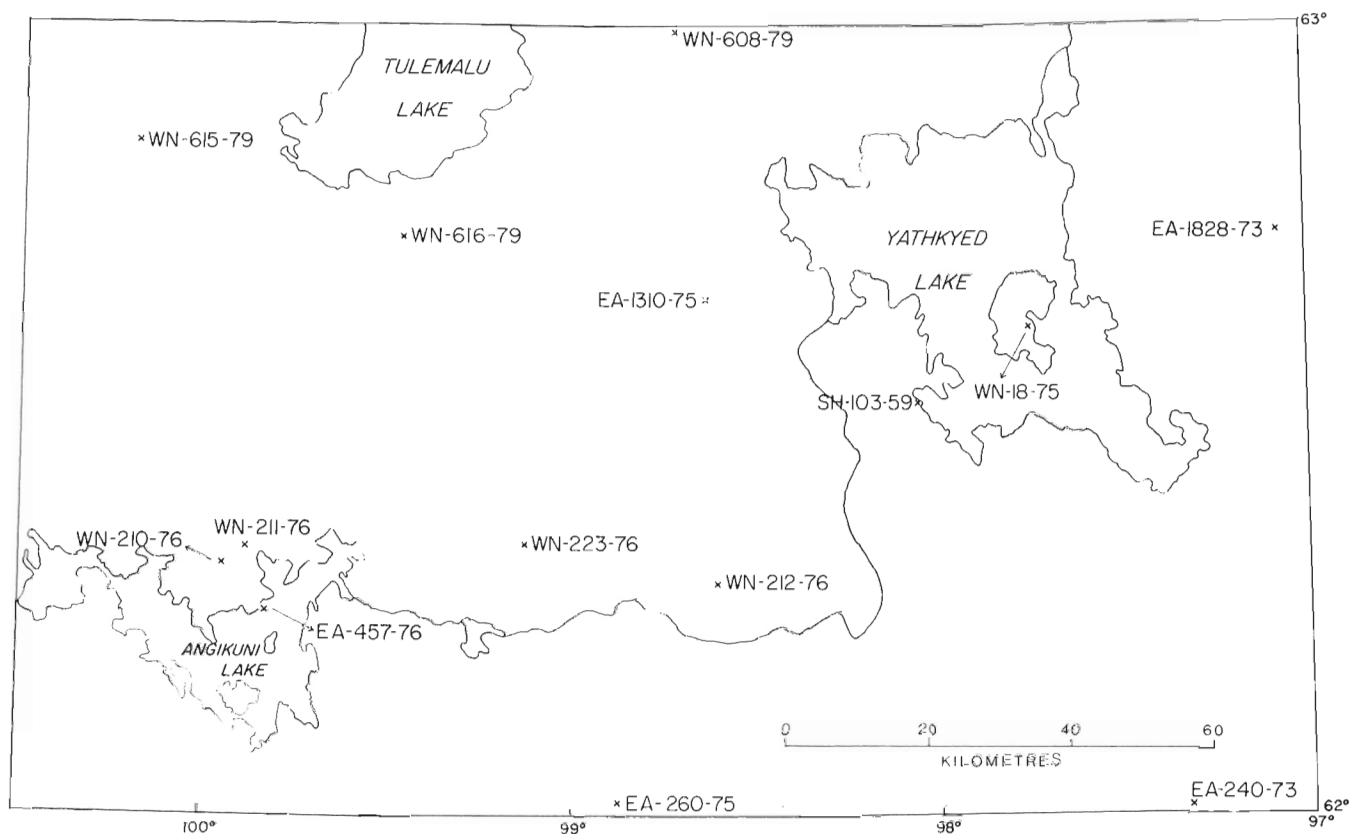 63°
WN-608-79
TULEMALU
LAKE
WN-615-79
WN-616-79
YATHKYED
LAKE
EA-1828-73
EA-1310-75
WN-18-75
SH-103-59
WN-210-76
WN-211-76
WN-223-76
WN-212-76
EA-457-76
ANGIKUNI
LAKE
0 20 40 60
KILOMETRES
EA-260-75
EA-240-73
62°
100° 99° 98° 97°